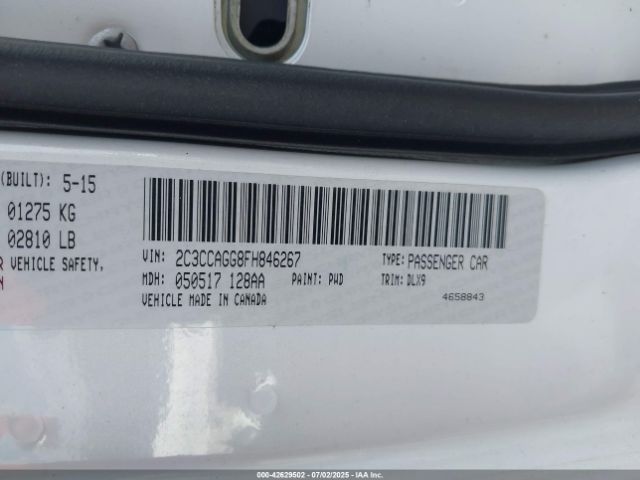 (BUILT): 5-15
01275 KG
02810 LB
VEHICLE SAFETY,
VIN: 2C3CCAGG8FH846267 TYPE: PASSENGER CAR
MDH: 050517 128AA PAINT: PWD TRIM: DLX9
VEHICLE MADE IN CANADA
4658843
000-42629502 | 07/02/2025 | IAA Inc. | Copart